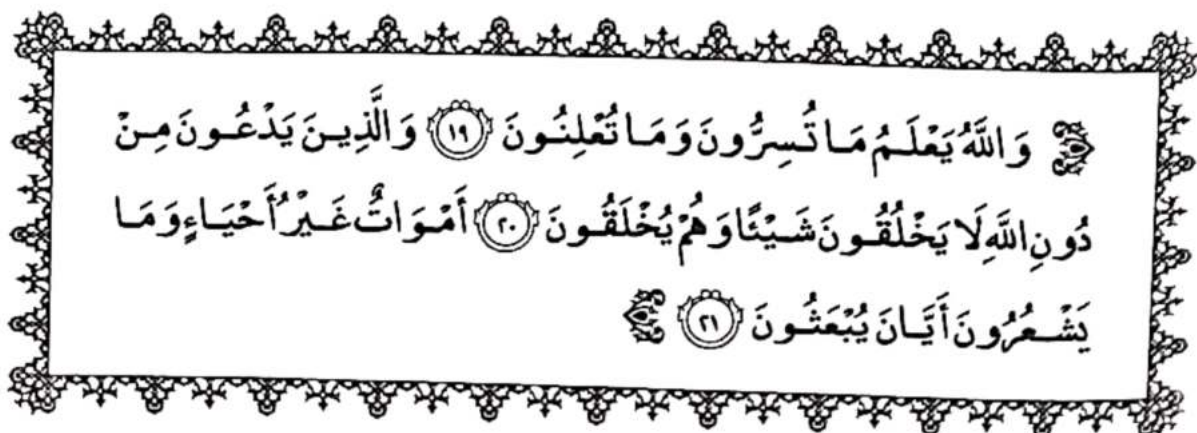 وَاللَّهُ يَعْلَمُ مَا تُسِرُّونَ وَمَا تُعْلِنُونَ ١٩ وَالَّذِينَ يَدْعُونَ مِنْ
دُونِ اللَّهِ لَا يَخْلُقُونَ شَيْئًا وَهُمْ يُخْلَقُونَ ٢٠ أَمْوَاتٌ غَيْرُ أَحْيَاءٍ وَمَا
يَشْعُرُونَ أَيَّانَ يُبْعَثُونَ ٢١